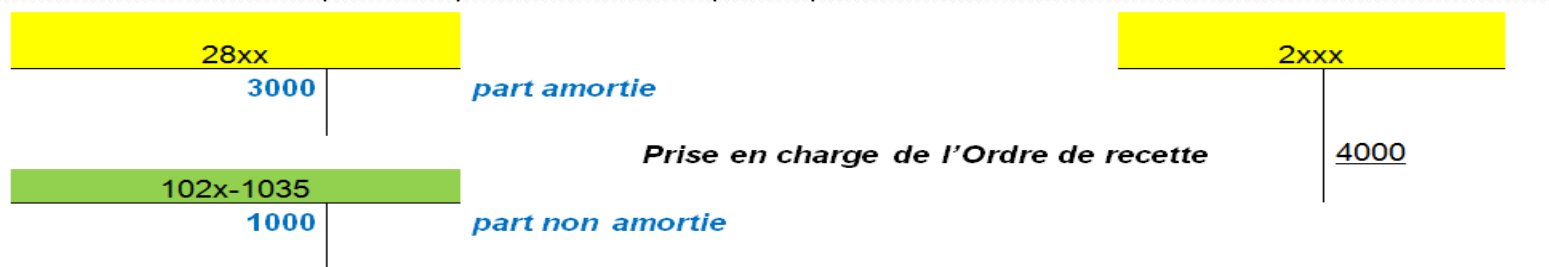 28xx
2xxx
3000 part amortie
Prise en charge de l’Ordre de recette 4000
102x-1035
1000 part non amortie